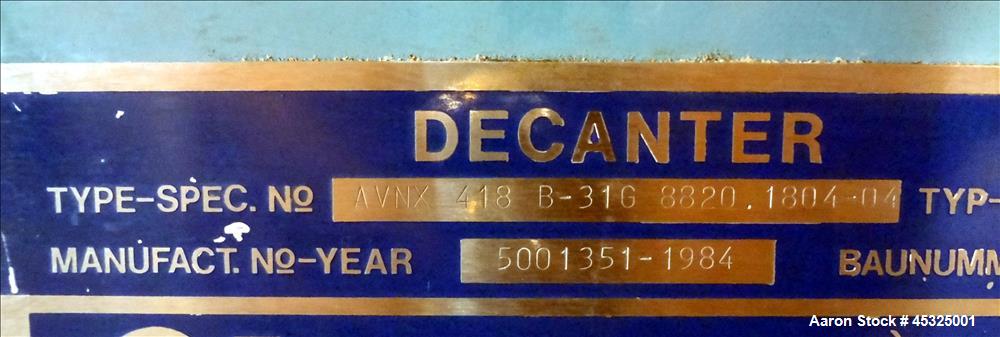 DECANTER
TYPE-SPEC. No AVNX 418 B-31G 8820.1804-04 TYP-
MANUFACT. No-YEAR 5001351-1984 BAUNUMM
Aaron Stock # 45325001